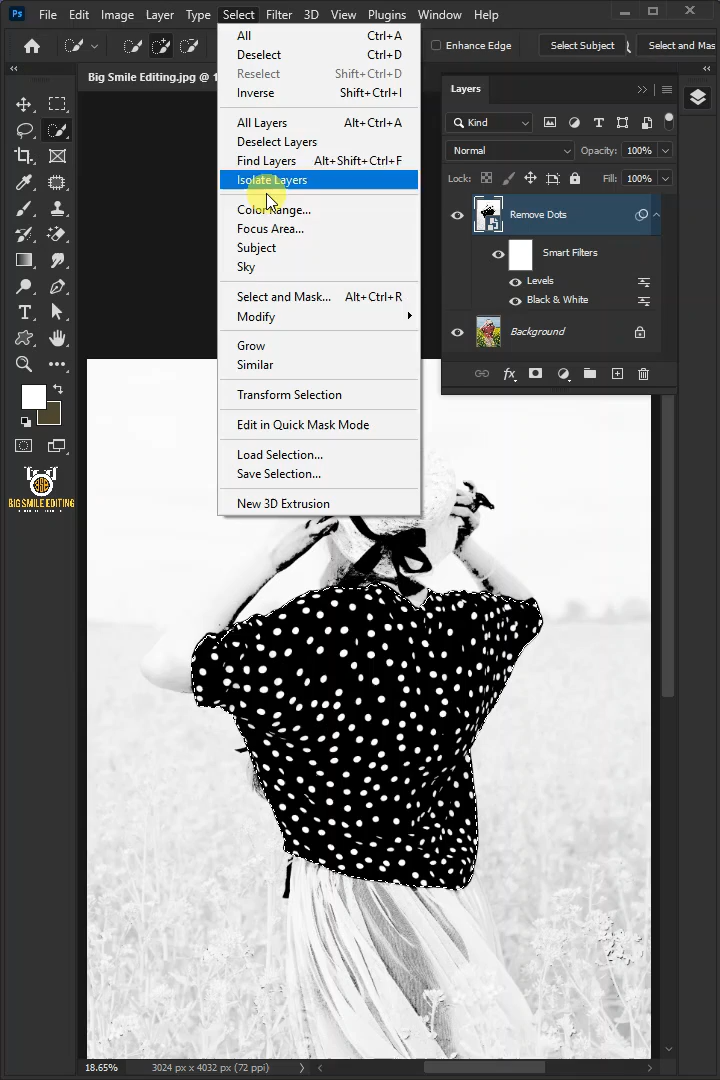 Ps File Edit Image Layer Type Select Filter 3D View Plugins Window Help
Enhance Edge Select Subject Select and Mas
Big Smile Editing.jpg @ 1
All Ctrl+A
Deselect Ctrl+D
Reselect Shift+Ctrl+D
Inverse Shift+Ctrl+I
All Layers Alt+Ctrl+A
Deselect Layers
Find Layers Alt+Shift+Ctrl+F
Isolate Layers
Color Range...
Focus Area...
Subject
Sky
Select and Mask... Alt+Ctrl+R
Modify
Grow
Similar
Transform Selection
Edit in Quick Mask Mode
Load Selection...
Save Selection...
New 3D Extrusion
Layers
Kind
Normal Opacity: 100%
Lock: Fill: 100%
Remove Dots
Smart Filters
Levels
Black & White
Background
BIG SMILE EDITING
18.65% 3024 px x 4032 px (72 ppi)